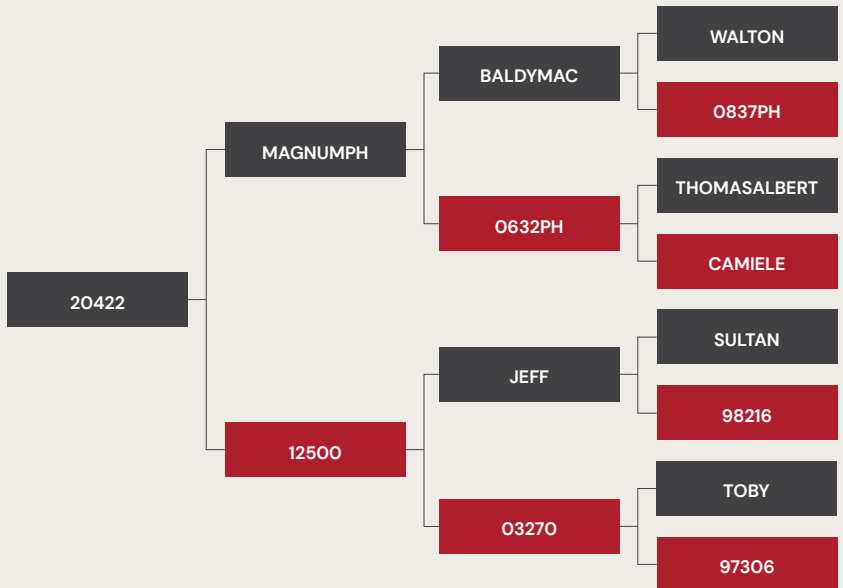 WALTON
BALDYMAC
0837PH
MAGNUMPH
THOMASALBERT
0632PH
CAMIELE
20422
SULTAN
JEFF
98216
12500
TOBY
03270
97306